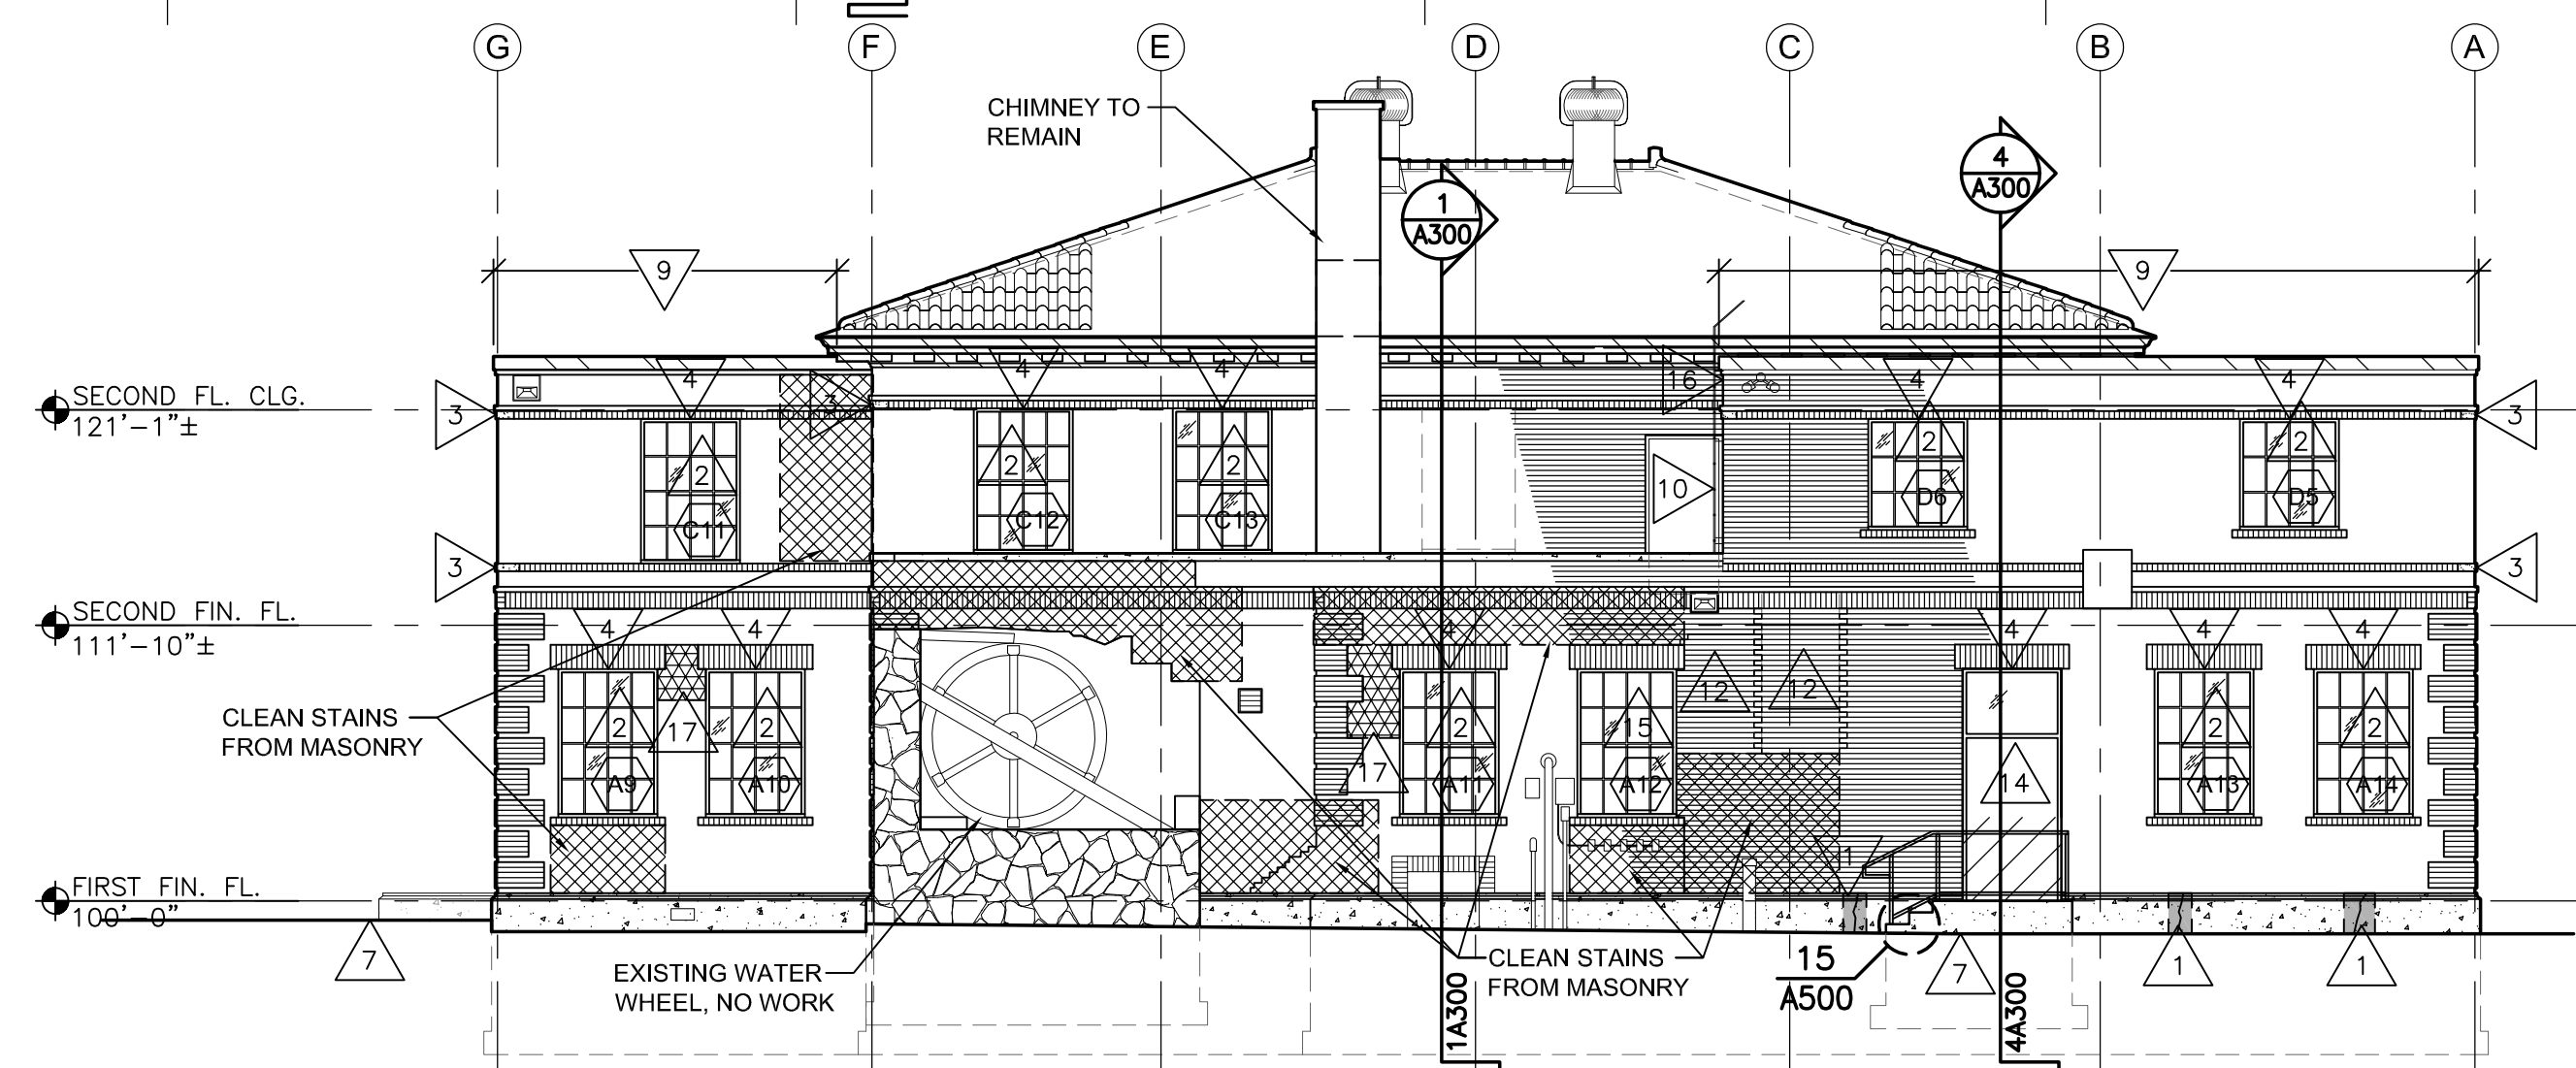 G F E D C B A
CHIMNEY TO
REMAIN
1
A300
4
A300
9 9
SECOND FL. CLG.
121'-1"±
3 4 3 4 4 16 4 4 3
2 2 2 10 2 2
C11 C12 C13 D6 D5
3 3
SECOND FIN. FL.
111'-10"±
4 4 4 4 4 4
CLEAN STAINS
FROM MASONRY
2 17 2 17 2 15 12 12 14 2 2
A9 A10 A11 A12 A13 A14
1
FIRST FIN. FL.
100'-0"
7
EXISTING WATER
WHEEL, NO WORK
CLEAN STAINS
FROM MASONRY
15
A500
7 1 1
1A300
4A300